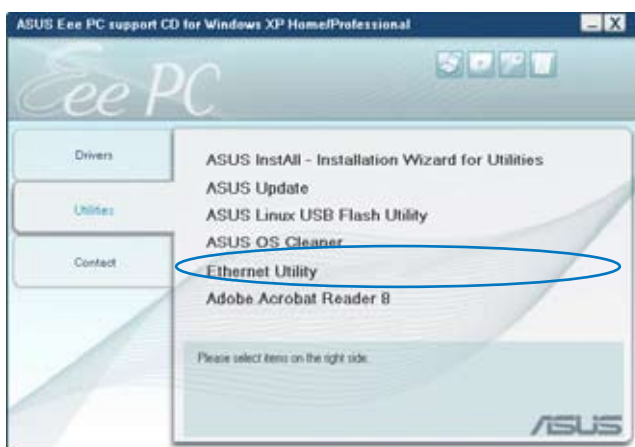 ASUS Eee PC support CD for Windows XP Home/Professional
Eee PC
Drivers
Utilities
Contact
ASUS InstAll - Installation Wizard for Utilities
ASUS Update
ASUS Linux USB Flash Utility
ASUS OS Cleaner
Ethernet Utility
Adobe Acrobat Reader 8
Please select items on the right side.
ASUS